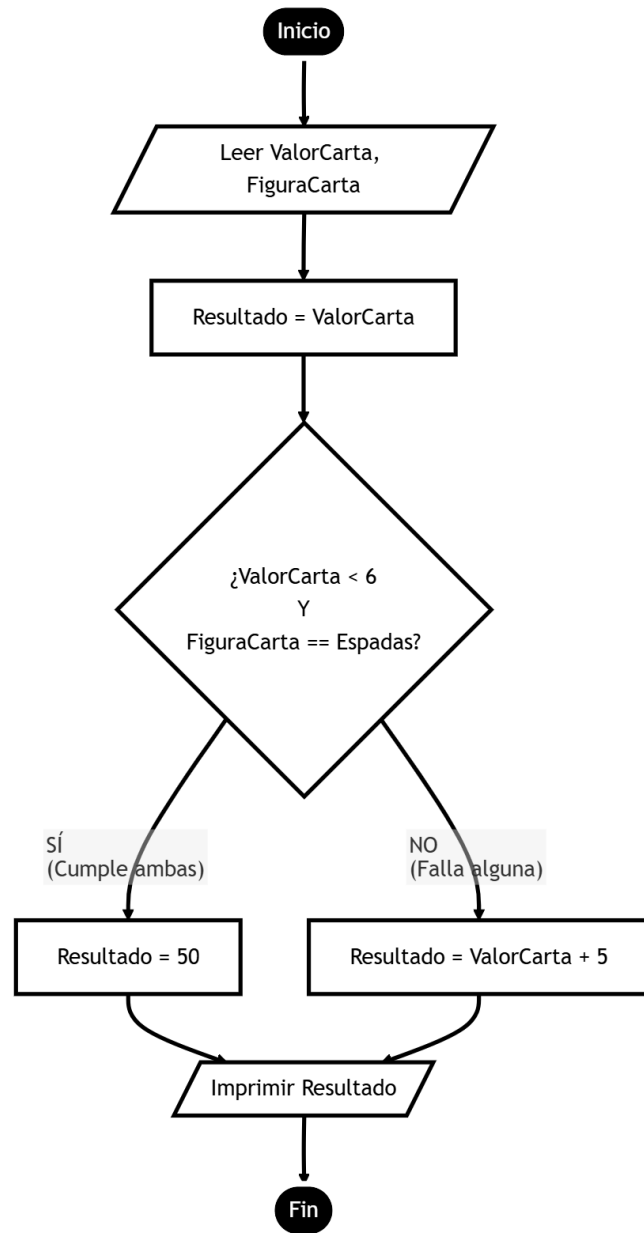 Inicio
Leer ValorCarta,
FiguraCarta
Resultado = ValorCarta
¿ValorCarta < 6
Y
FiguraCarta == Espadas?
SÍ
(Cumple ambas)
NO
(Falla alguna)
Resultado = 50
Resultado = ValorCarta + 5
Imprimir Resultado
Fin